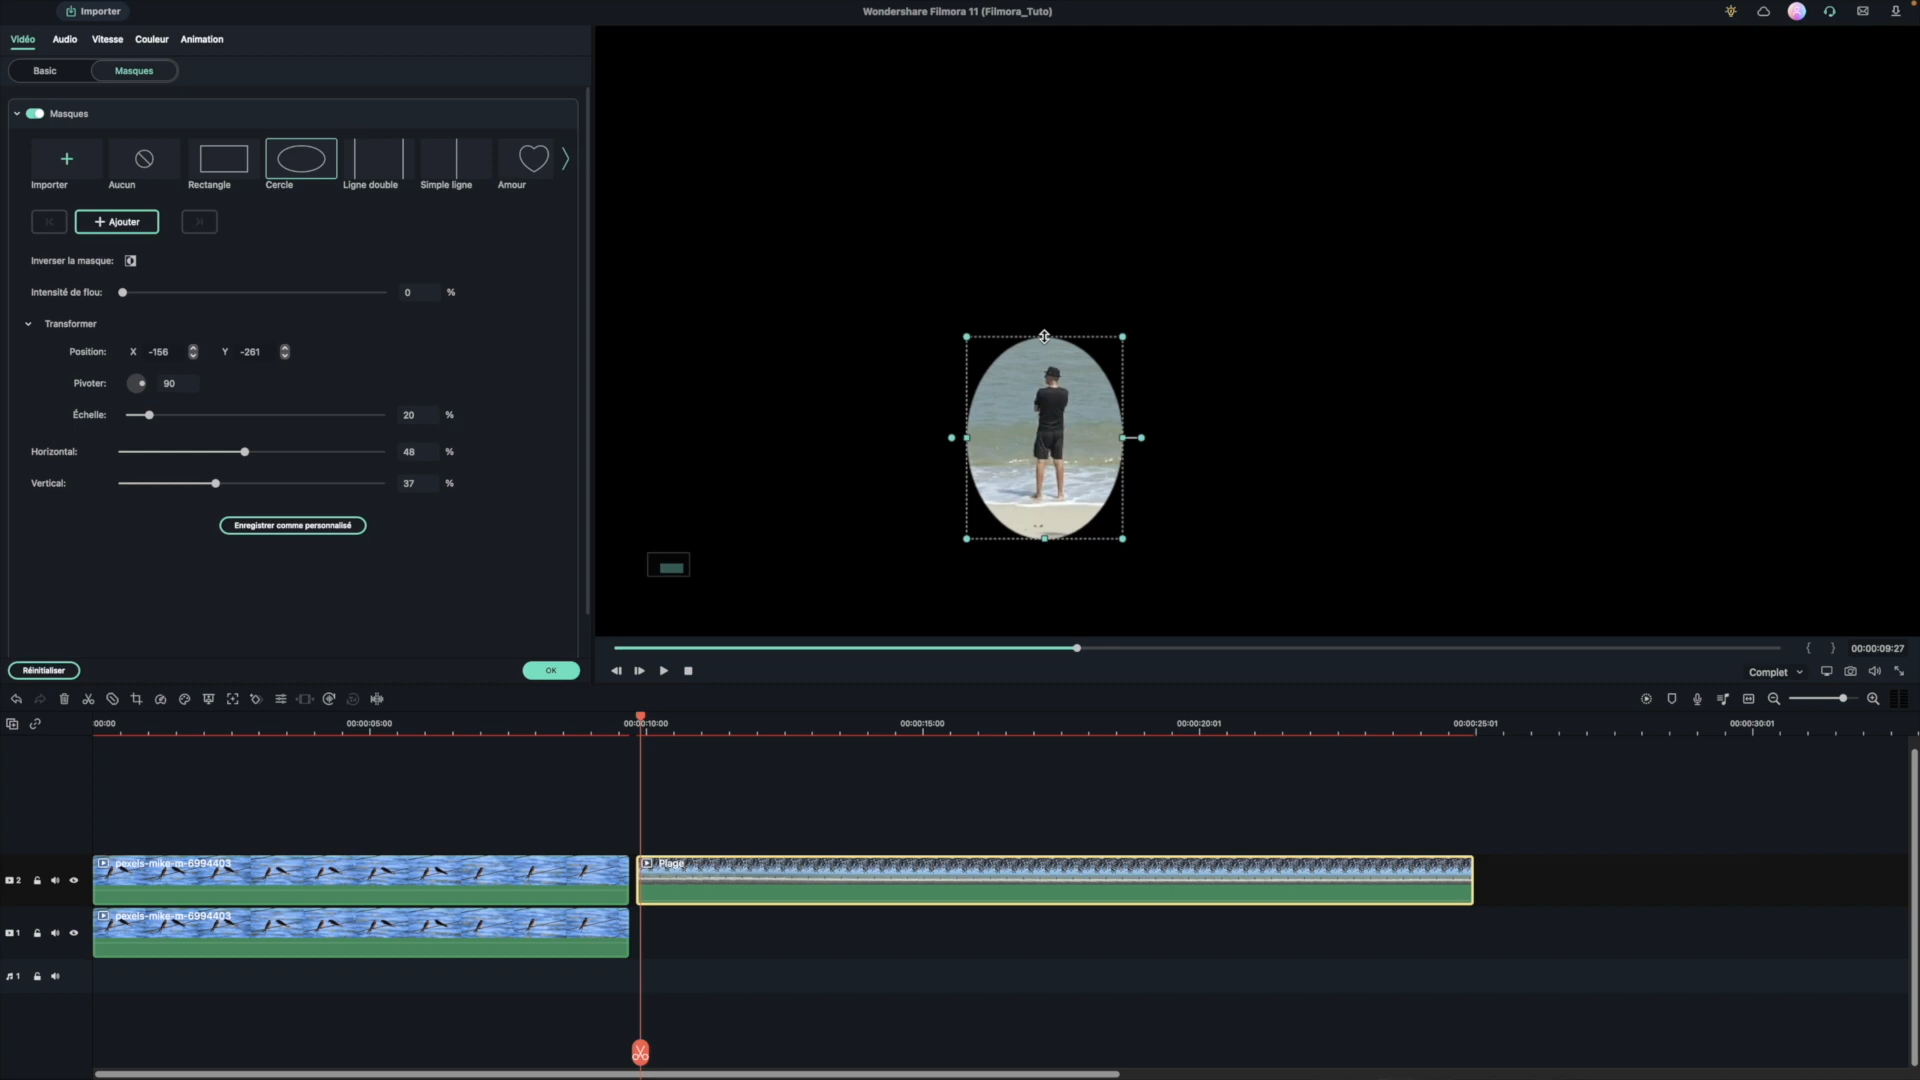 Importer
Wondershare Filmora 11 (Filmora_Tuto)
Vidéo Audio Vitesse Couleur Animation
Basic Masques
Masques
Importer Aucun Rectangle Cercle Ligne double Simple ligne Amour
+ Ajouter
Inverser la masque:
Intensité de flou: 0 %
Transformer
Position: X -156 Y -261
Pivoter: 90
Échelle: 20 %
Horizontal: 48 %
Vertical: 37 %
Enregistrer comme personnalisé
Réinitialiser OK
{ } 00:00:09:27
Complet
00:00 00:00:05:00 00:00:10:00 00:00:15:00 00:00:20:01 00:00:25:01 00:00:30:01
pexels-mike-m-6994403 Plage
2
pexels-mike-m-6994403
1
1